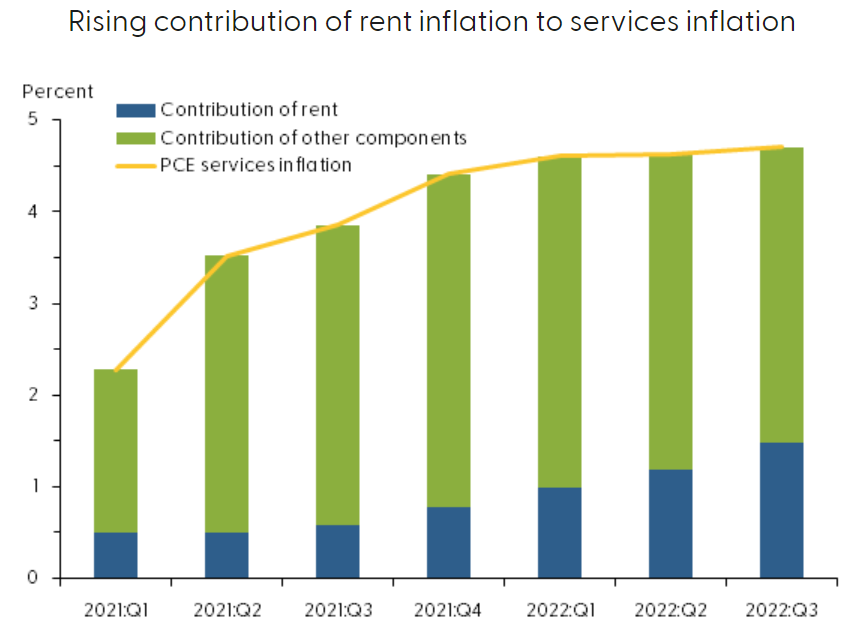 Rising contribution of rent inflation to services inflation
Percent
Contribution of rent
Contribution of other components
PCE services inflation
5
4
3
2
1
0
2021:Q1 2021:Q2 2021:Q3 2021:Q4 2022:Q1 2022:Q2 2022:Q3